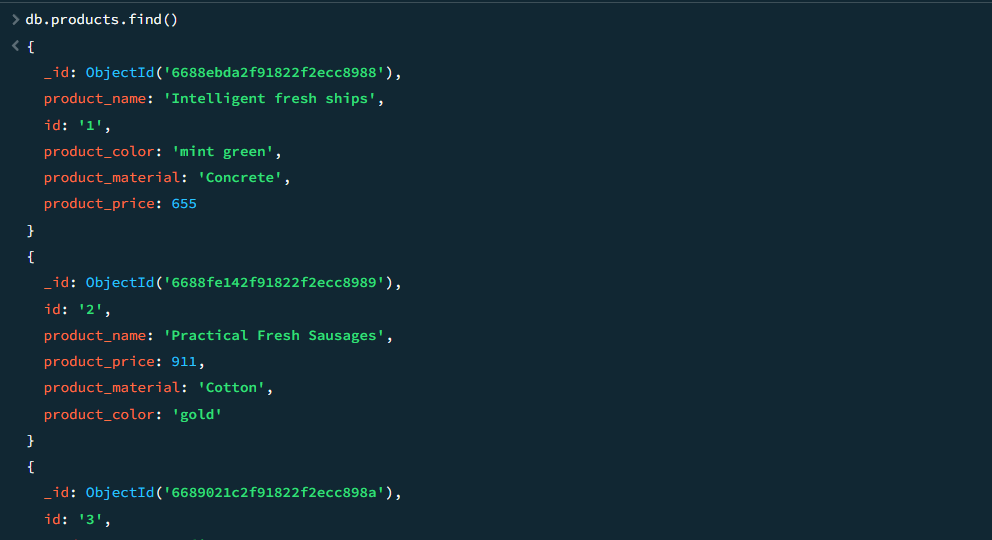 > db.products.find()
< {
_id: ObjectId('6688ebda2f91822f2ecc8988'),
product_name: 'Intelligent fresh ships',
id: '1',
product_color: 'mint green',
product_material: 'Concrete',
product_price: 655
}
{
_id: ObjectId('6688fe142f91822f2ecc8989'),
id: '2',
product_name: 'Practical Fresh Sausages',
product_price: 911,
product_material: 'Cotton',
product_color: 'gold'
}
{
_id: ObjectId('6689021c2f91822f2ecc898a'),
id: '3',